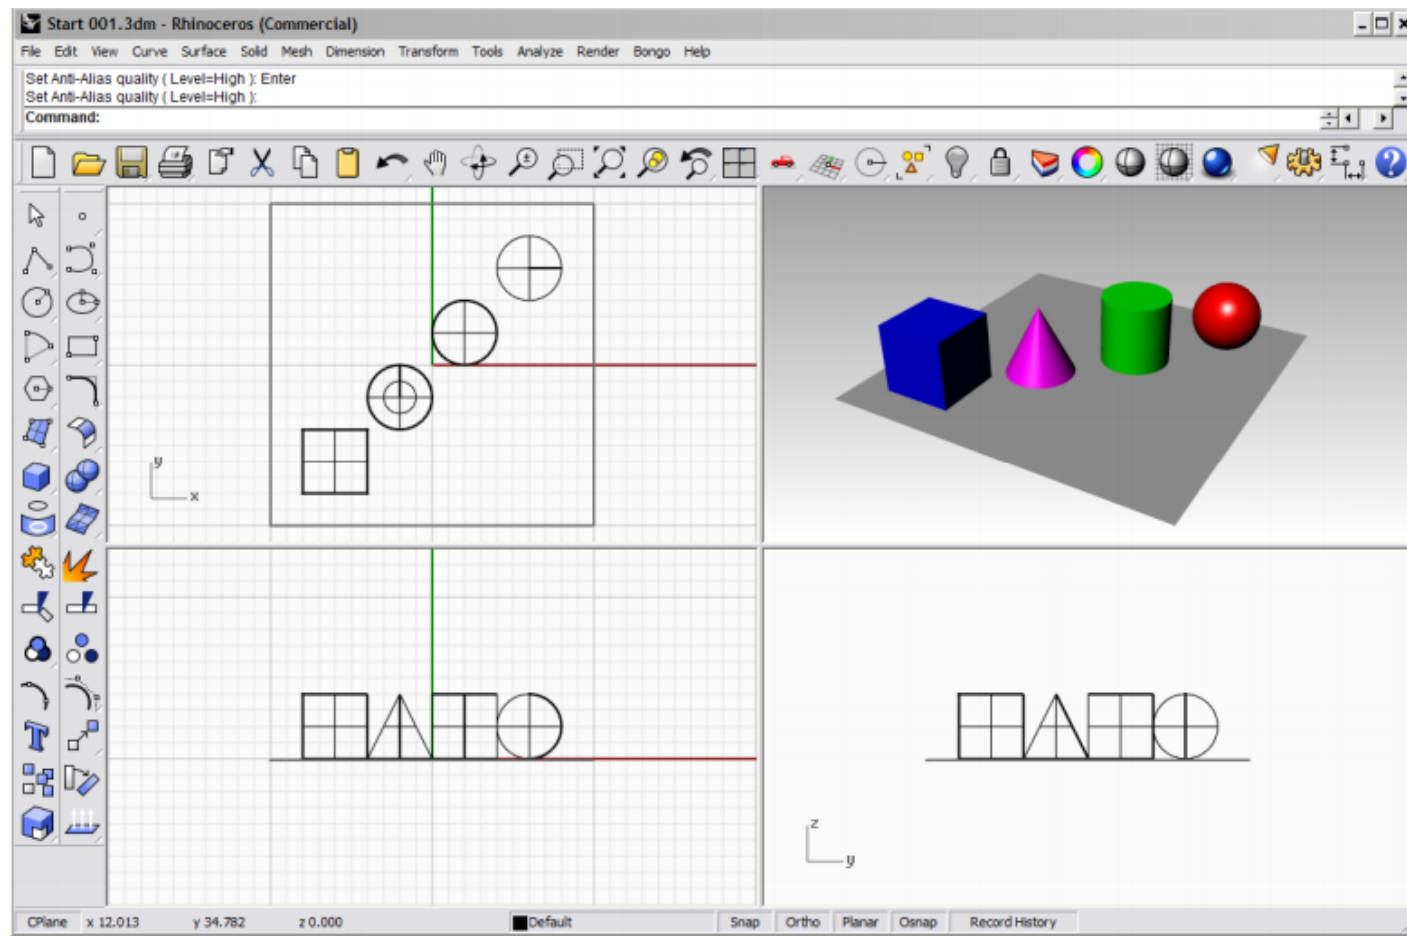 Start 001.3dm - Rhinoceros (Commercial)
File Edit View Curve Surface Solid Mesh Dimension Transform Tools Analyze Render Bongo Help
Set Anti-Alias quality ( Level=High ): Enter
Set Anti-Alias quality ( Level=High ):
Command:
y
x
z
y
CPlane x 12.013 y 34.782 z 0.000 Default Snap Ortho Planar Osnap Record History